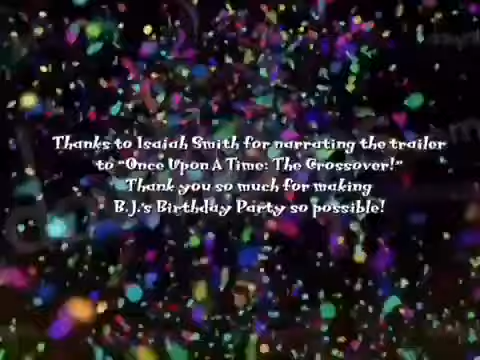 Thanks to Isaiah Smith for narrating the trailer
to "Once Upon A Time: The Crossover!"
Thank you so much for making
B.J.'s Birthday Party so possible!